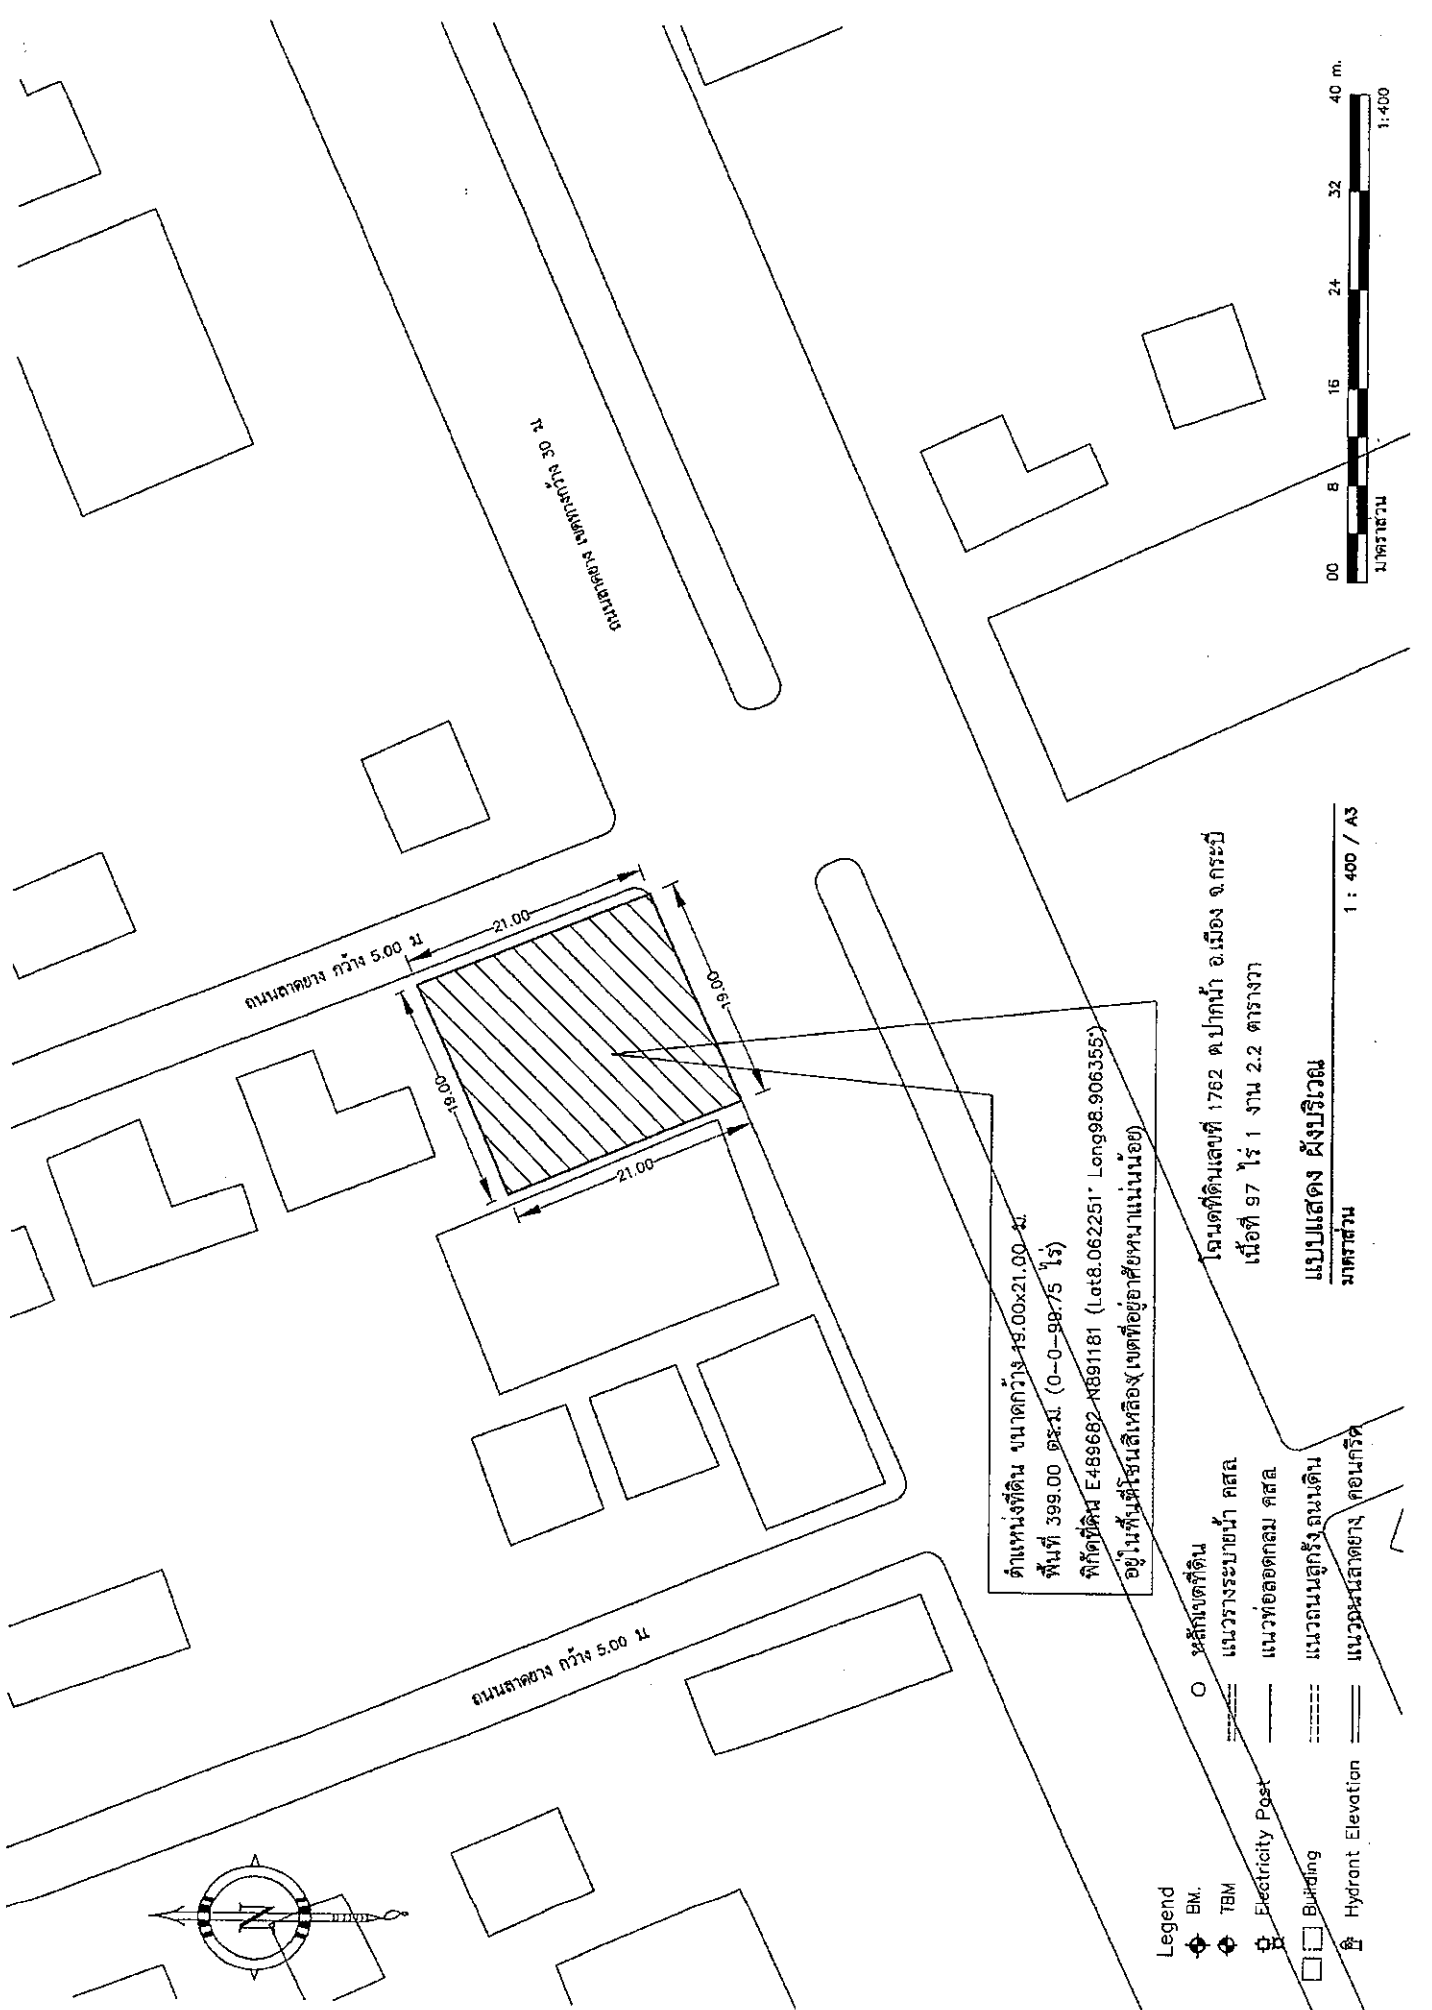 ถนนลาดยาง เขตทางกว้าง 30 ม
ถนนลาดยาง กว้าง 5.00 ม
21.00
19.00
19.00
21.00
ถนนลาดยาง กว้าง 5.00 ม
N
ตำแหน่งที่ดิน ขนาดกว้าง 19.00x21.00 ม.
พื้นที่ 399.00 ตร.ม. (0-0-99.75 ไร่)
พิกัดที่ดิน E489682 N891181 (Lat8.062251° Long98.906355°)
อยู่ในพื้นที่โซนสีเหลือง(เขตที่อยู่อาศัยหนาแน่นน้อย)
โฉนดที่ดินเลขที่ 1762 ต.ปากน้ำ อ.เมือง จ.กระบี่
เนื้อที่ 97 ไร่ 1 งาน 2.2 ตารางวา
แบบแสดง ผังบริเวณ
มาตราส่วน 1 : 400 / A3
Legend
BM.
TBM
Electricity Post
Building
Hydrant Elevation
หลักเขตที่ดิน
แนวรางระบายน้ำ คสล
แนวท่อลอดกลม คสล
แนวถนนลูกรัง,ถนนดิน
แนวถนนลาดยาง, คอนกรีต
00 8 16 24 32 40 m.
มาตราส่วน 1:400